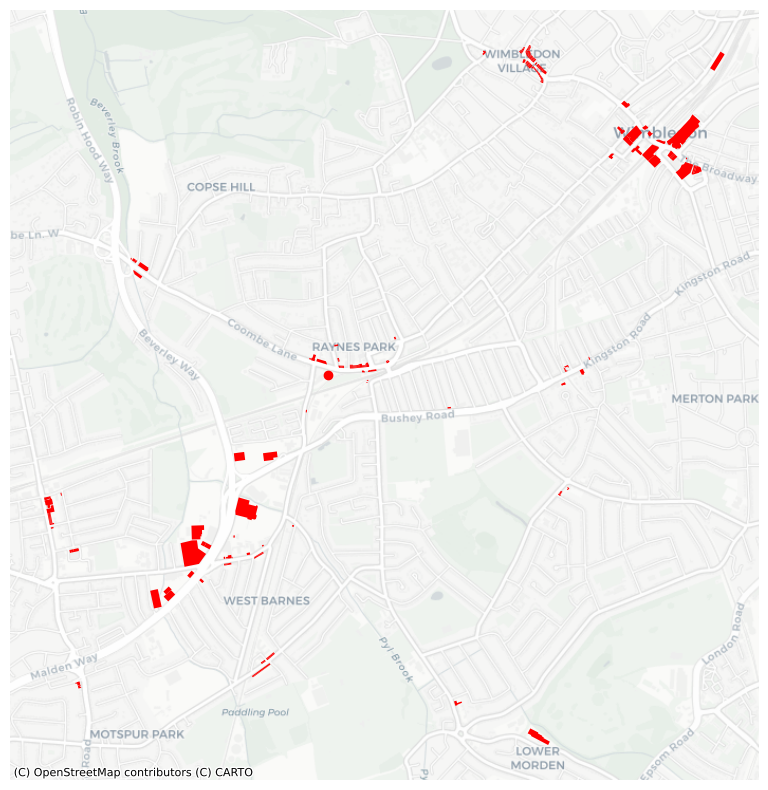 WIMBLEDON
VILLAGE
Robin Hood Way
Beverley Brook
Wimbledon
The Broadway
COPSE HILL
be Ln. W
Kingston Road
Coombe Lane
RAYNES PARK
Beverley Way
Kingston Road
Bushey Road
MERTON PARK
WEST BARNES
London Road
Pyl Brook
Malden Way
Paddling Pool
MOTSPUR PARK
Road
LOWER
MORDEN
Epsom Road
(C) OpenStreetMap contributors (C) CARTO